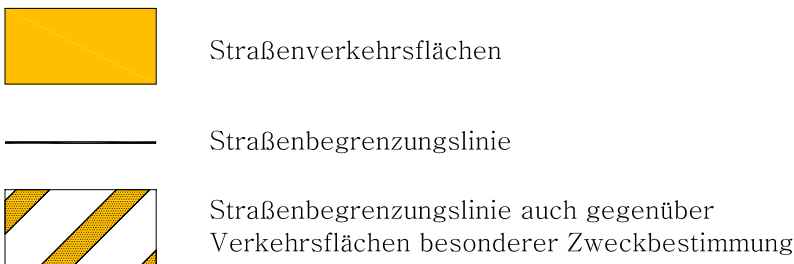 Straßenverkehrsflächen
Straßenbegrenzungslinie
Straßenbegrenzungslinie auch gegenüber
Verkehrsflächen besonderer Zweckbestimmung